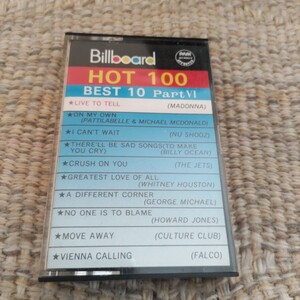 Billboard
HOT 100
BEST 10 Part VI
★LIVE TO TELL (MADONNA)
★ON MY OWN
(PATTILABELLE & MICHAEL MCDONALD)
★I CAN'T WAIT (NU SHOOZ)
★THERE'LL BE SAD SONGS(TO MAKE
YOU CRY) (BILLY OCEAN)
★CRUSH ON YOU (THE JETS)
★GREATEST LOVE OF ALL
(WHITNEY HOUSTON)
★A DIFFERENT CORNER
(GEORGE MICHAEL)
★NO ONE IS TO BLAME
(HOWARD JONES)
★MOVE AWAY (CULTURE CLUB)
★VIENNA CALLING (FALCO)